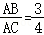 AB/AC = 3/4